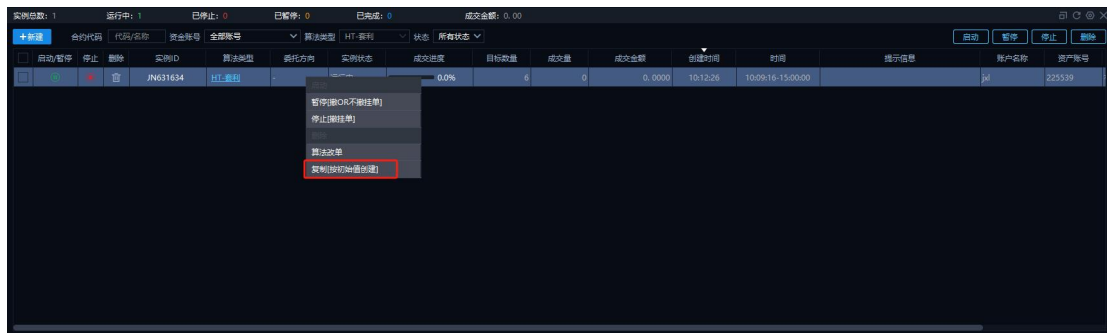 实例总数: 1 运行中: 1 已停止: 0 已暂停: 0 已完成: 0 成交金额: 0.00
+新建 合约代码 代码/名称 资金账号 全部账号 算法类型 HT-套利 状态 所有状态 启动 暂停 停止 删除
启动/暂停 停止 删除 实例ID 算法类型 委托方向 实例状态 成交进度 目标数量 成交量 成交金额 创建时间 时间 提示信息 账户名称 资产账号
JN631634 HT-套利 - 运行中 0.0% 6 0 0.0000 10:12:26 10:09:16-15:00:00 jxl 225539
暂停[撤OR不撤挂单]
停止[撤挂单]
删除
算法改单
复制[按初始值创建]